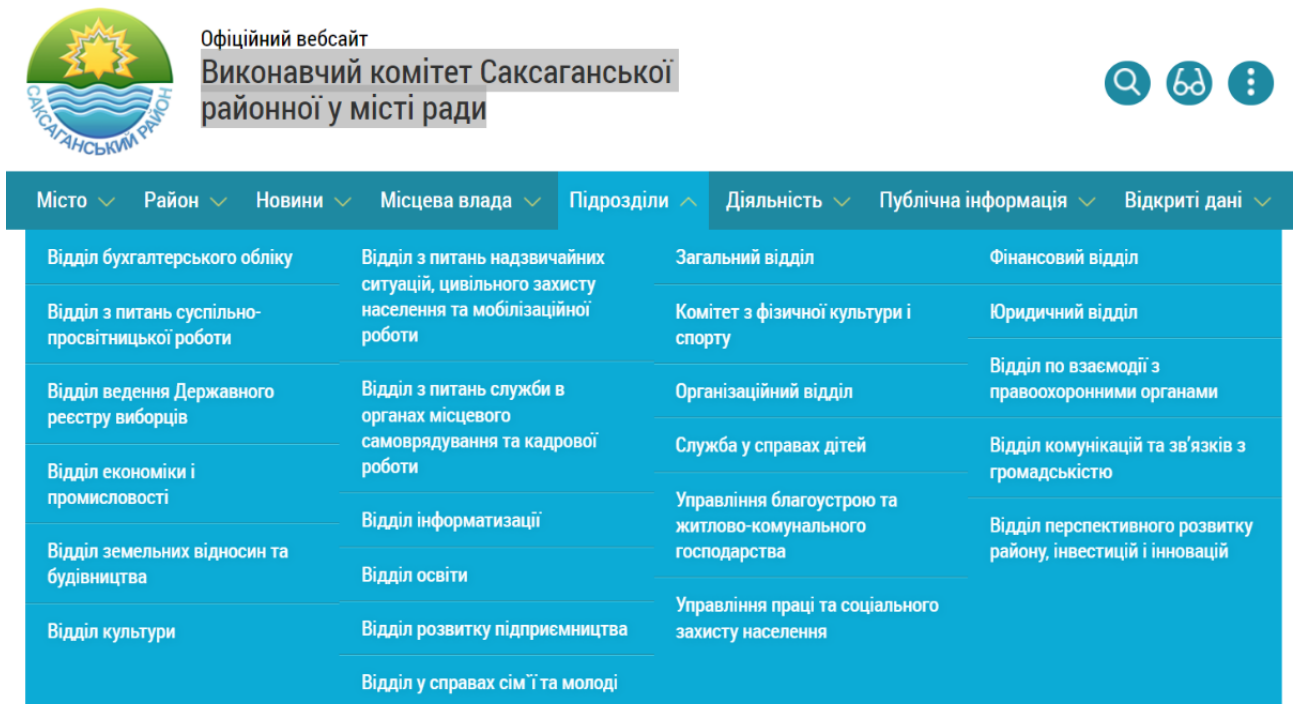 САКСАГАНСЬКИЙ РАЙОН
Офіційний вебсайт
Виконавчий комітет Саксаганської
районної у місті ради
Місто
Район
Новини
Місцева влада
Підрозділи
Діяльність
Публічна інформація
Відкриті дані
Відділ бухгалтерського обліку
Відділ з питань суспільно-
просвітницької роботи
Відділ ведення Державного
реєстру виборців
Відділ економіки і
промисловості
Відділ земельних відносин та
будівництва
Відділ культури
Відділ з питань надзвичайних
ситуацій, цивільного захисту
населення та мобілізаційної
роботи
Відділ з питань служби в
органах місцевого
самоврядування та кадрової
роботи
Відділ інформатизації
Відділ освіти
Відділ розвитку підприємництва
Відділ у справах сім`ї та молоді
Загальний відділ
Комітет з фізичної культури і
спорту
Організаційний відділ
Служба у справах дітей
Управління благоустрою та
житлово-комунального
господарства
Управління праці та соціального
захисту населення
Фінансовий відділ
Юридичний відділ
Відділ по взаємодії з
правоохоронними органами
Відділ комунікацій та зв’язків з
громадськістю
Відділ перспективного розвитку
району, інвестицій і інновацій